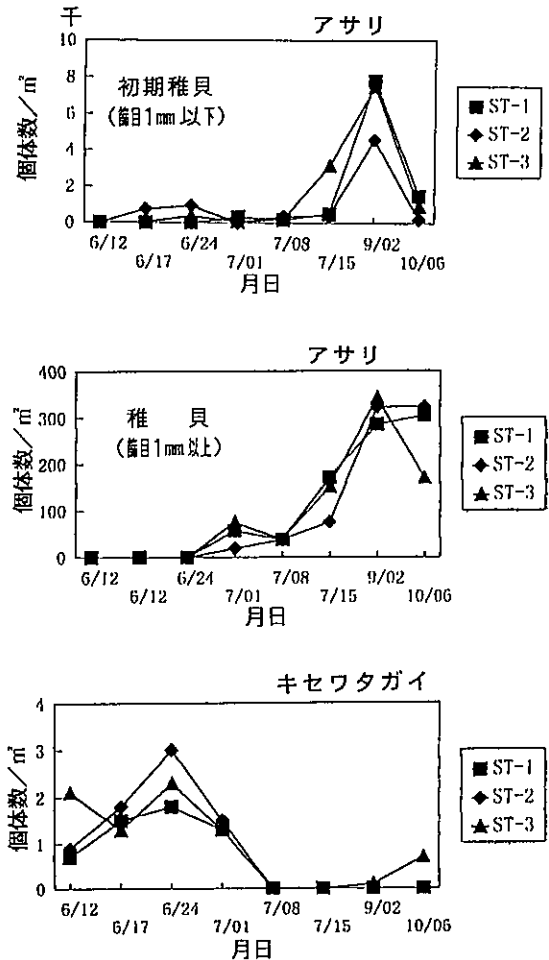 千
アサリ
10
8
6
4
2
0
個体数/㎡
初期稚貝
(篩目1mm以下)
6/12
6/17
6/24
7/01
7/08
7/15
9/02
10/06
月日
ST-1
ST-2
ST-3
アサリ
400
300
200
100
0
個体数/㎡
稚 貝
(篩目1mm以上)
6/12
6/12
6/24
7/01
7/08
7/15
9/02
10/06
月日
ST-1
ST-2
ST-3
キセワタガイ
4
3
2
1
0
個体数/㎡
6/12
6/17
6/24
7/01
7/08
7/15
9/02
10/06
月日
ST-1
ST-2
ST-3